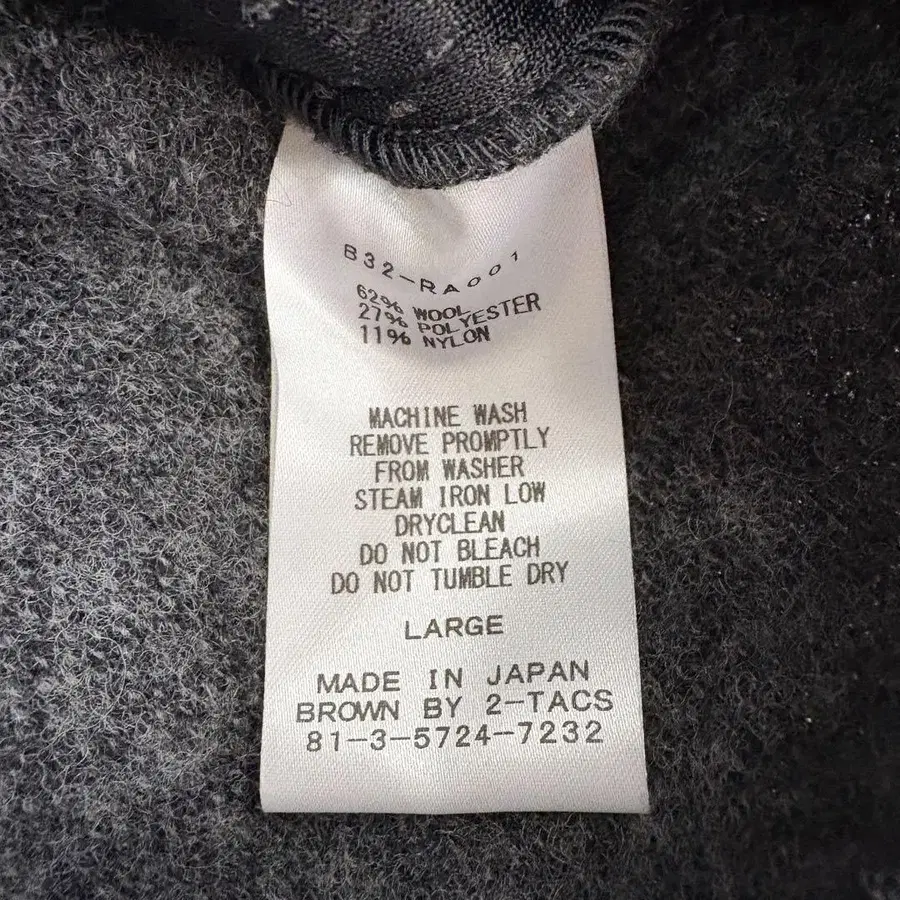 B32-RA001
62% WOOL
27% POLYESTER
11% NYLON
MACHINE WASH
REMOVE PROMPTLY
FROM WASHER
STEAM IRON LOW
DRYCLEAN
DO NOT BLEACH
DO NOT TUMBLE DRY
LARGE
MADE IN JAPAN
BROWN BY 2-TACS
81-3-5724-7232